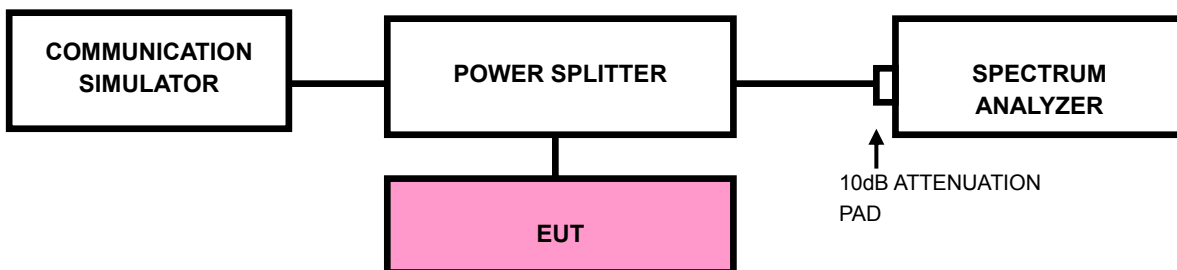 COMMUNICATION
SIMULATOR
POWER SPLITTER
SPECTRUM
ANALYZER
10dB ATTENUATION
PAD
EUT